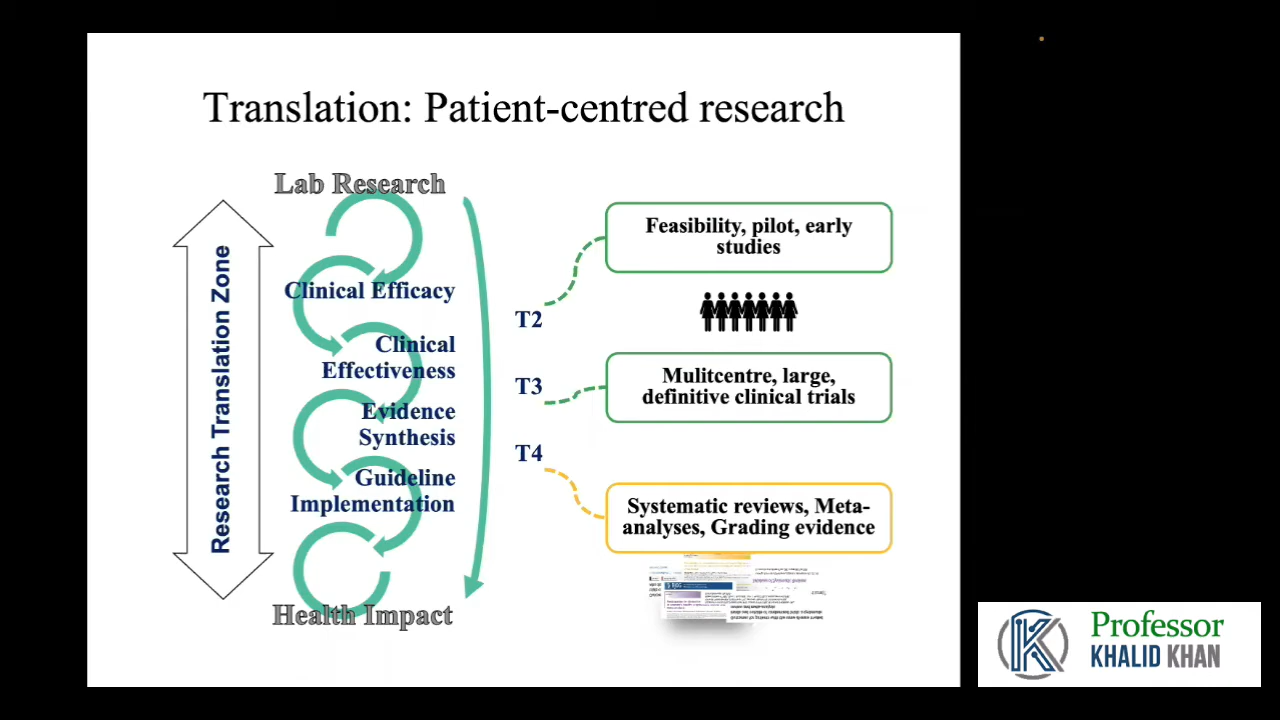 Translation: Patient-centred research
Lab Research
Research Translation Zone
Clinical Efficacy
Clinical
Effectiveness
Evidence
Synthesis
Guideline
Implementation
Health Impact
T2
T3
T4
Feasibility, pilot, early
studies
Mulitcentre, large,
definitive clinical trials
Systematic reviews, Meta-
analyses, Grading evidence
Professor
KHALID KHAN